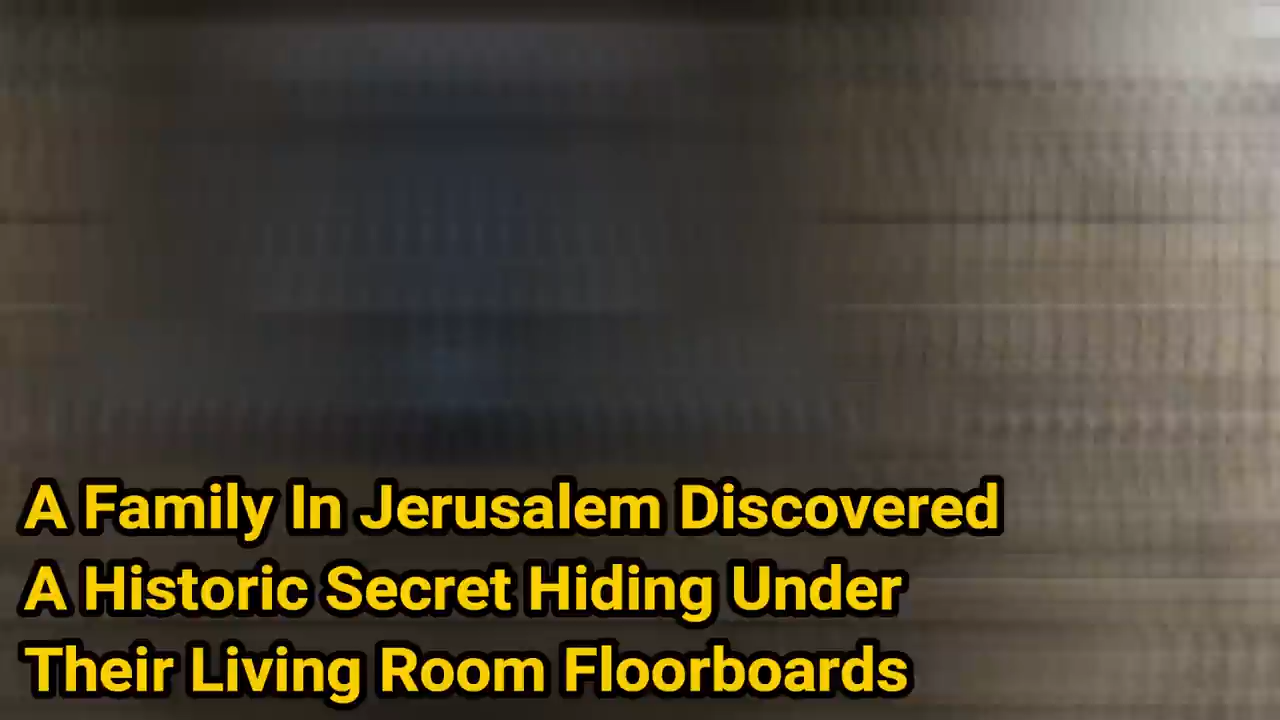 A Family In Jerusalem Discovered
A Historic Secret Hiding Under
Their Living Room Floorboards